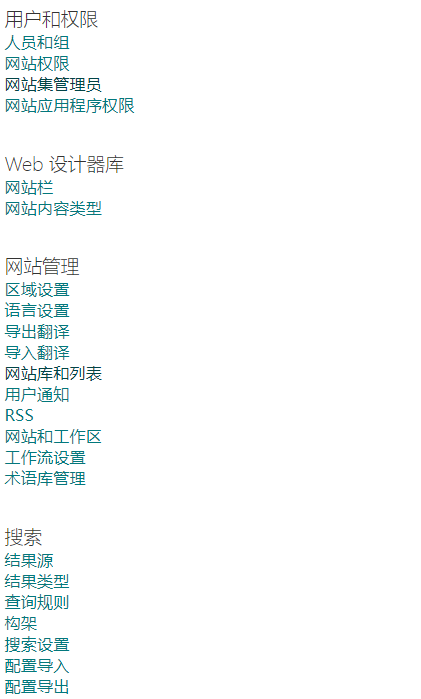 用户和权限
人员和组
网站权限
网站集管理员
网站应用程序权限
Web 设计器库
网站栏
网站内容类型
网站管理
区域设置
语言设置
导出翻译
导入翻译
网站库和列表
用户通知
RSS
网站和工作区
工作流设置
术语库管理
搜索
结果源
结果类型
查询规则
构架
搜索设置
配置导入
配置导出